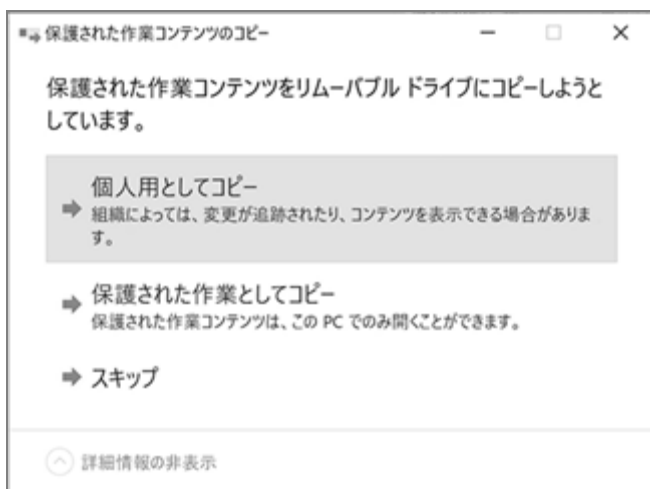 保護された作業コンテンツのコピー
保護された作業コンテンツをリムーバブル ドライブにコピーしようと
しています。
個人用としてコピー
組織によっては、変更が追跡されたり、コンテンツを表示できる場合がありま
す。
保護された作業としてコピー
保護された作業コンテンツは、この PC でのみ開くことができます。
スキップ
詳細情報の非表示